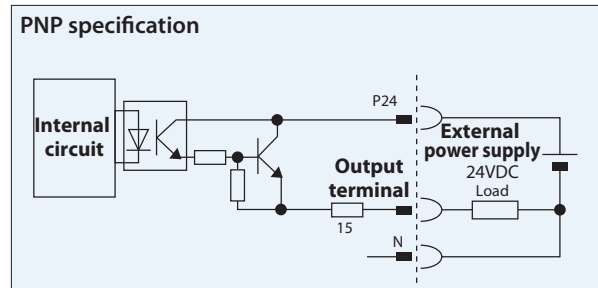 PNP specification
P24
Internal
circuit
External
power supply
24VDC
Output
terminal
Load
15
N